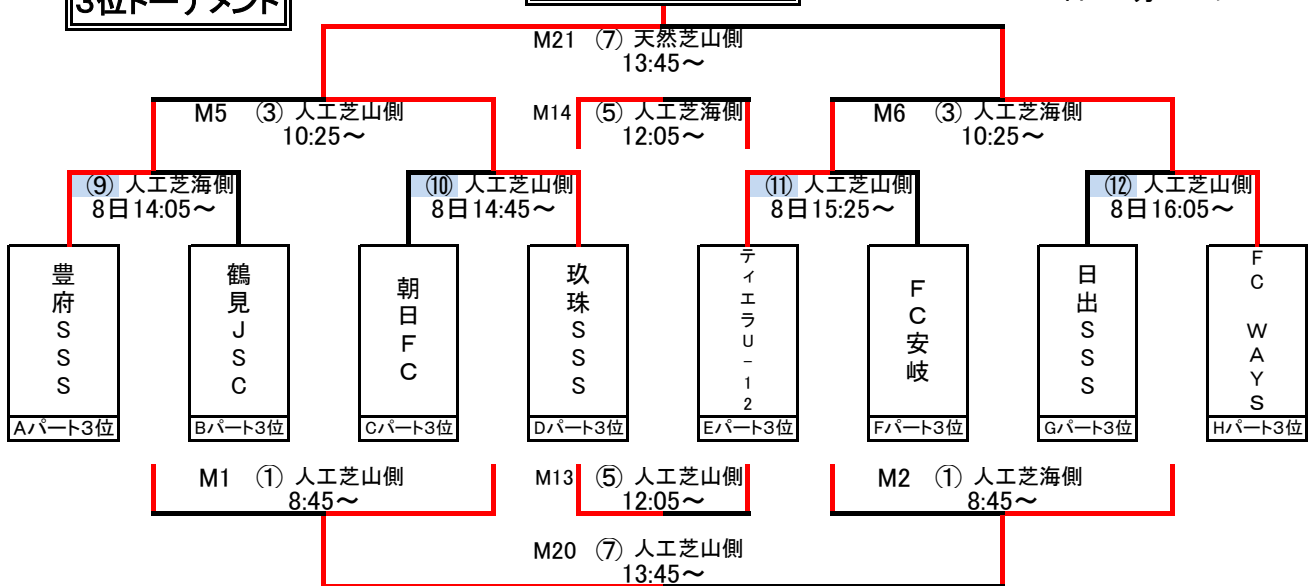 3位トーナメント
M21 (7) 天然芝山側
13:45～
M5 (3) 人工芝山側
10:25～
M14 (5) 人工芝海側
12:05～
M6 (3) 人工芝海側
10:25～
(9) 人工芝海側
8日14:05～
(10) 人工芝山側
8日14:45～
(11) 人工芝山側
8日15:25～
(12) 人工芝山側
8日16:05～
豊府SSS
鶴見JSC
朝日FC
玖珠SSS
ティエラU-12
FC安岐
日出SSS
FC WAYS
Aパート3位
Bパート3位
Cパート3位
Dパート3位
Eパート3位
Fパート3位
Gパート3位
Hパート3位
M1 (1) 人工芝山側
8:45～
M13 (5) 人工芝山側
12:05～
M2 (1) 人工芝海側
8:45～
M20 (7) 人工芝山側
13:45～